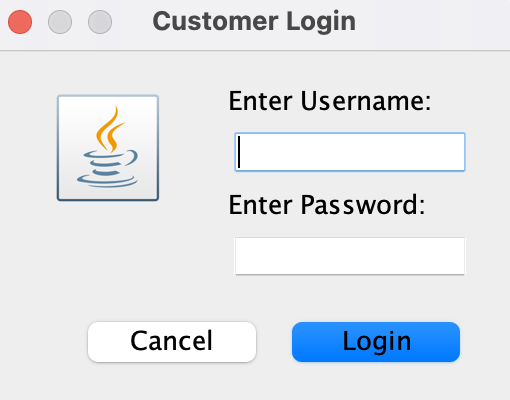 Customer Login
Enter Username:
Enter Password:
Cancel
Login